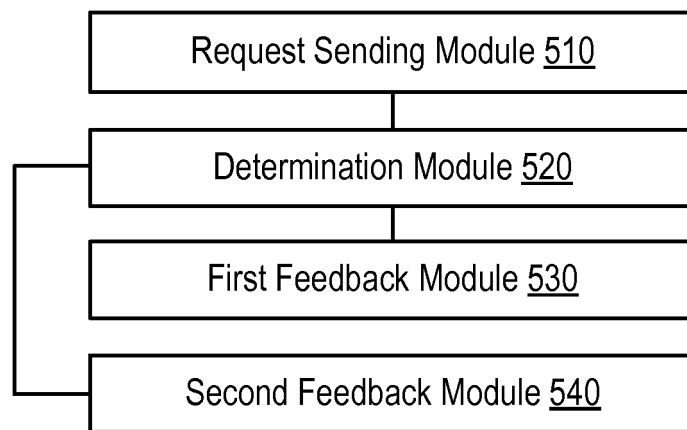 Request Sending Module 510
Determination Module 520
First Feedback Module 530
Second Feedback Module 540